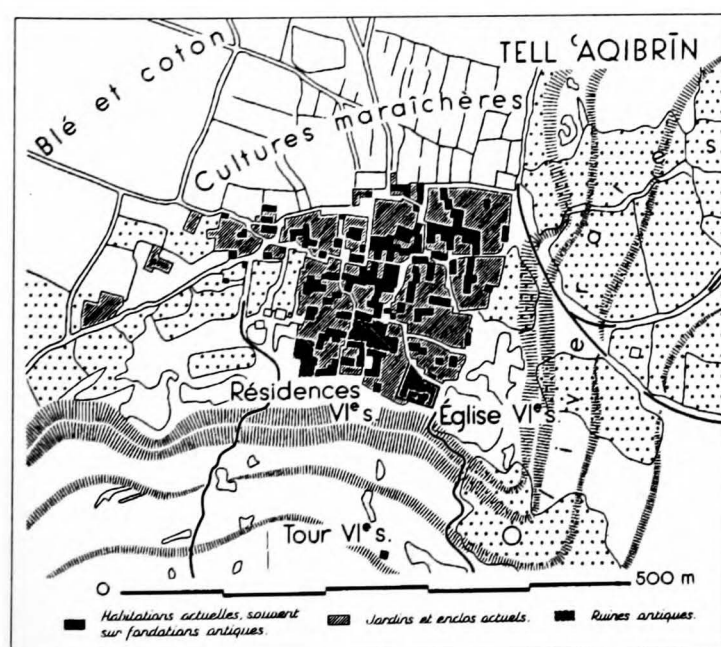 TELL ʿAQIBRĪN
Blé et coton
Cultures maraîchères
Résidences
VIe s.
Église VIe s.
Tour VIe s.
0 500 m
Habitations actuelles, souvent
sur fondations antiques.
Jardins et enclos actuels.
Ruines antiques.